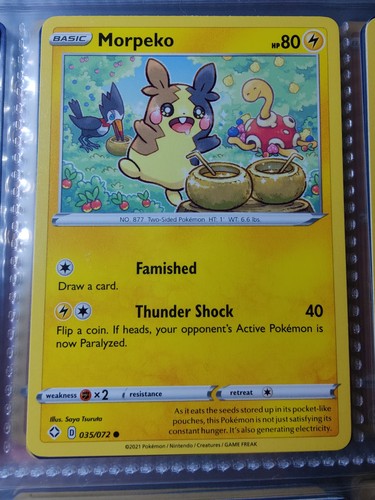 BASIC Morpeko HP80
NO. 877 Two-Sided Pokémon HT: 1' WT: 6.6 lbs.
Famished
Draw a card.
Thunder Shock 40
Flip a coin. If heads, your opponent's Active Pokémon is
now Paralyzed.
weakness ×2 resistance retreat
Illus. Saya Tsuruta
As it eats the seeds stored up in its pocket-like
pouches, this Pokémon is not just satisfying its
constant hunger. It's also generating electricity.
D 035/072
©2021 Pokémon / Nintendo / Creatures / GAME FREAK